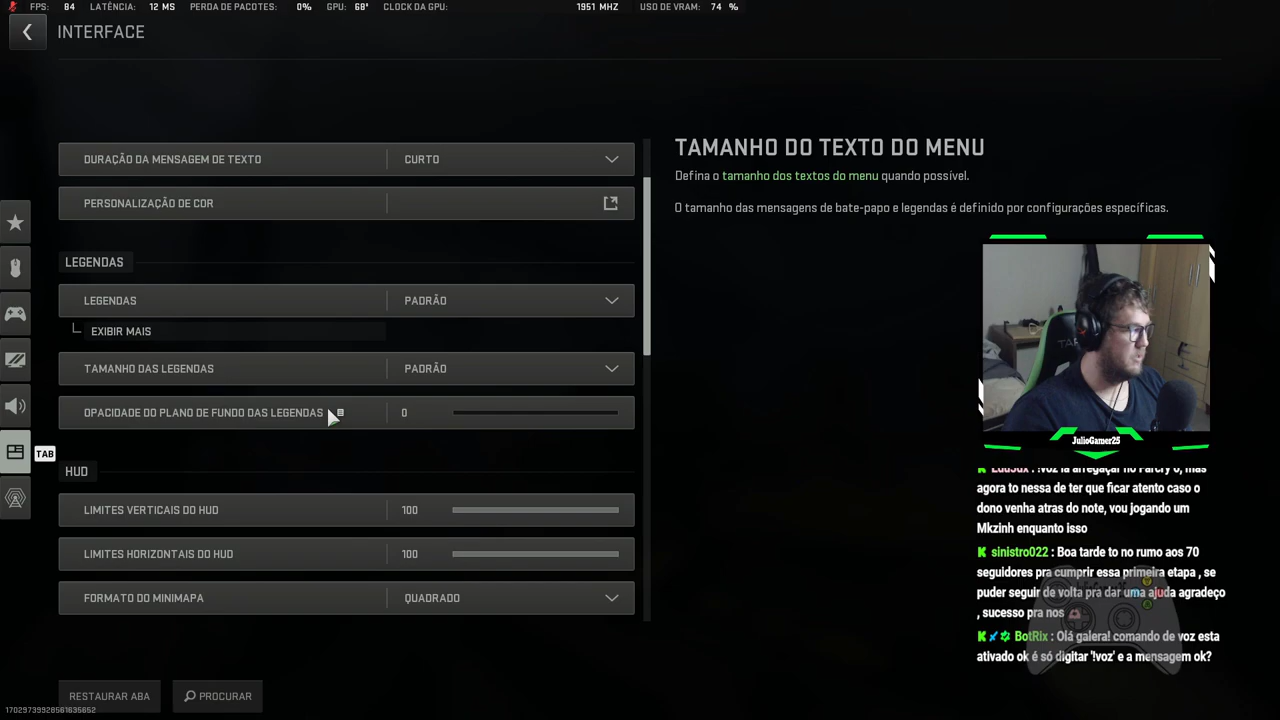 FPS: 84 LATÊNCIA: 12 MS PERDA DE PACOTES: 0% GPU: 68° CLOCK DA GPU: 1951 MHZ USO DE VRAM: 74 %
INTERFACE
DURAÇÃO DA MENSAGEM DE TEXTO CURTO
PERSONALIZAÇÃO DE COR
LEGENDAS
LEGENDAS PADRÃO
EXIBIR MAIS
TAMANHO DAS LEGENDAS PADRÃO
OPACIDADE DO PLANO DE FUNDO DAS LEGENDAS 0
TAB
HUD
LIMITES VERTICAIS DO HUD 100
LIMITES HORIZONTAIS DO HUD 100
FORMATO DO MINIMAPA QUADRADO
RESTAURAR ABA PROCURAR
17029739928561635652
TAMANHO DO TEXTO DO MENU
Defina o tamanho dos textos do menu quando possível.
O tamanho das mensagens de bate-papo e legendas é definido por configurações específicas.
JulioGamer25
: !voz la arregaçar no Farcry 6, mas
agora to nessa de ter que ficar atento caso o
dono venha atras do note, vou jogando um
Mkzinh enquanto isso
sinistro022 : Boa tarde to no rumo aos 70
seguidores pra cumprir essa primeira etapa , se
puder seguir de volta pra dar uma ajuda agradeço
, sucesso pra nos
BotRix : Olá galera! comando de voz esta
ativado ok é só digitar '!voz' e a mensagem ok?